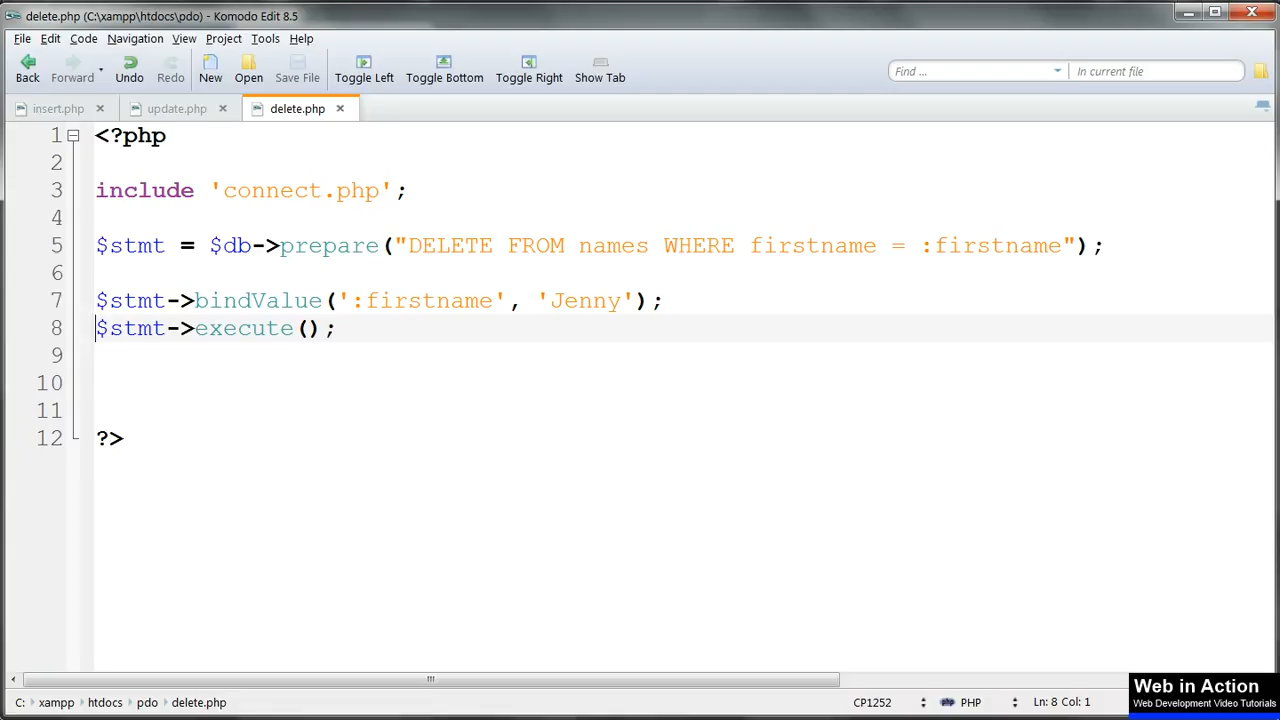 delete.php (C:\xampp\htdocs\pdo) - Komodo Edit 8.5
File Edit Code Navigation View Project Tools Help
Back Forward Undo Redo New Open Save File Toggle Left Toggle Bottom Toggle Right Show Tab Find ... In current file
insert.php update.php delete.php
1 <?php
2
3 include 'connect.php';
4
5 $stmt = $db->prepare("DELETE FROM names WHERE firstname = :firstname");
6
7 $stmt->bindValue(':firstname', 'Jenny');
8 $stmt->execute();
9
10
11
12 ?>
C: xampp htdocs pdo delete.php CP1252 PHP Ln: 8 Col: 1
Web in Action
Web Development Video Tutorials